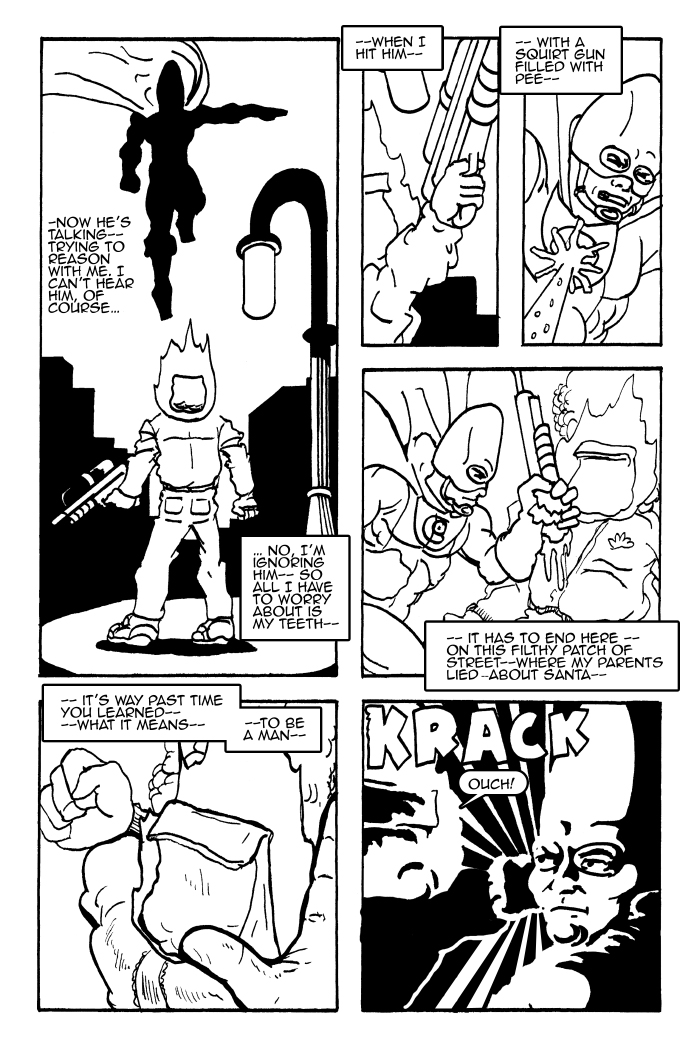 -NOW HE'S
TALKING--
TRYING TO
REASON
WITH ME. I
CAN'T HEAR
HIM, OF
COURSE...
... NO, I'M
IGNORING
HIM-- SO
ALL I HAVE
TO WORRY
ABOUT IS
MY TEETH--
--WHEN I
HIT HIM--
-- WITH A
SQUIRT GUN
FILLED WITH
PEE--
-- IT HAS TO END HERE --
ON THIS FILTHY PATCH OF
STREET--WHERE MY PARENTS
LIED --ABOUT SANTA--
-- IT'S WAY PAST TIME
YOU LEARNED--
--WHAT IT MEANS--
--TO BE
A MAN--
KRACK
OUCH!